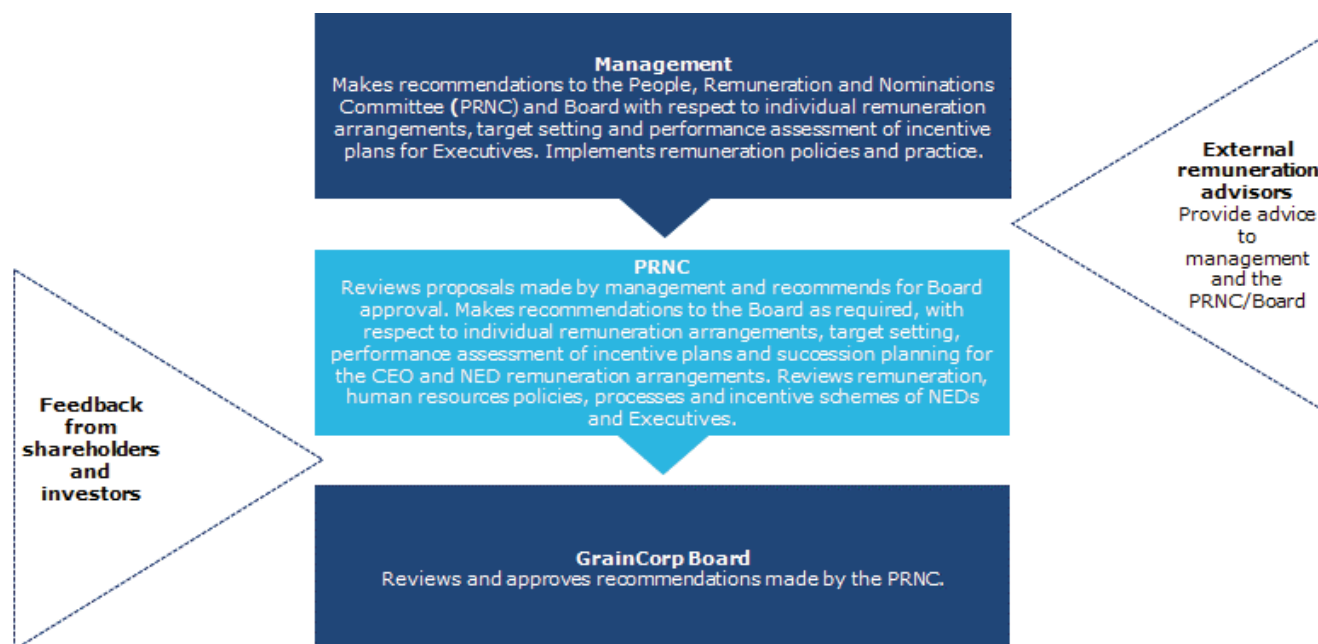 Management
Makes recommendations to the People, Remuneration and Nominations
Committee (PRNC) and Board with respect to individual remuneration
arrangements, target setting and performance assessment of incentive
plans for Executives. Implements remuneration policies and practice.
External
remuneration
advisors
Provide advice
to
management
and the
PRNC/Board
PRNC
Reviews proposals made by management and recommends for Board
approval. Makes recommendations to the Board as required, with
respect to individual remuneration arrangements, target setting,
performance assessment of incentive plans and succession planning for
the CEO and NED remuneration arrangements. Reviews remuneration,
human resources policies, processes and incentive schemes of NEDs
and Executives.
Feedback
from
shareholders
and
investors
GrainCorp Board
Reviews and approves recommendations made by the PRNC.